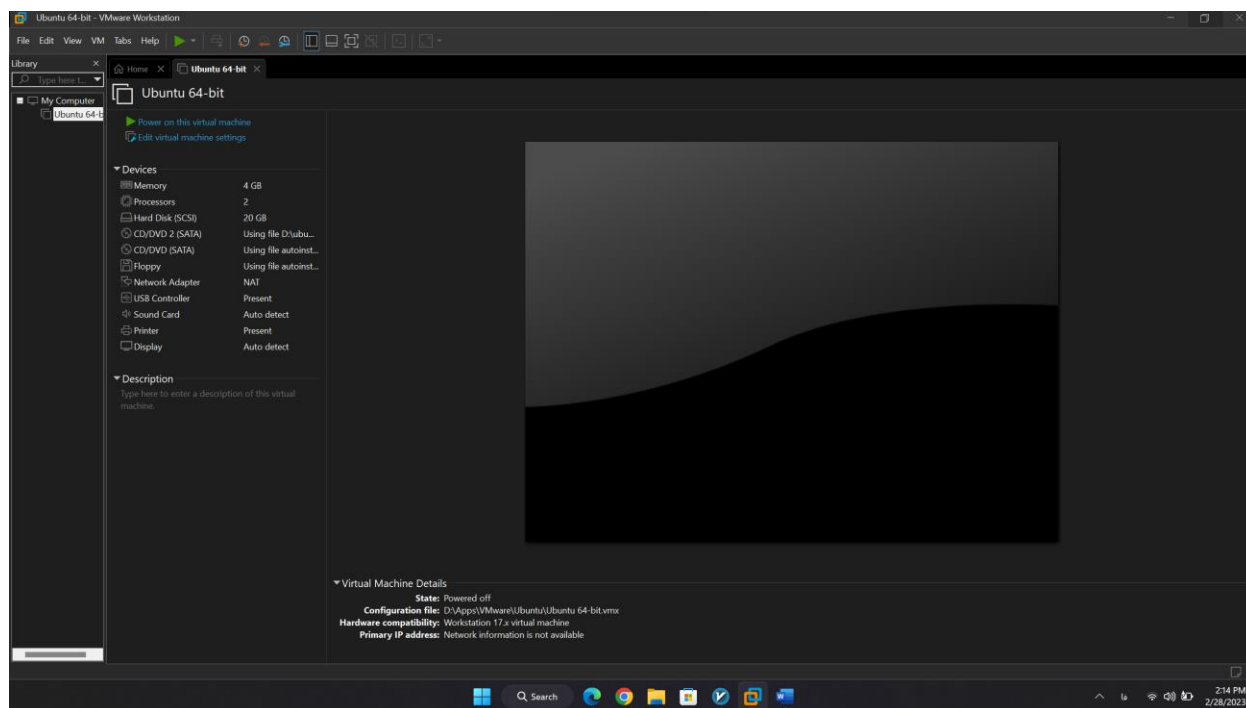 Ubuntu 64-bit - VMware Workstation
File Edit View VM Tabs Help
Library
Type here t...
My Computer
Ubuntu 64-b
Home
Ubuntu 64-bit
Ubuntu 64-bit
Power on this virtual machine
Edit virtual machine settings
Devices
Memory 4 GB
Processors 2
Hard Disk (SCSI) 20 GB
CD/DVD 2 (SATA) Using file D:\ubu...
CD/DVD (SATA) Using file autoinst...
Floppy Using file autoinst...
Network Adapter NAT
USB Controller Present
Sound Card Auto detect
Printer Present
Display Auto detect
Description
Type here to enter a description of this virtual
machine.
Virtual Machine Details
State: Powered off
Configuration file: D:\Apps\VMware\Ubuntu\Ubuntu 64-bit.vmx
Hardware compatibility: Workstation 17.x virtual machine
Primary IP address: Network information is not available
Search
فا
2:14 PM
2/28/2023